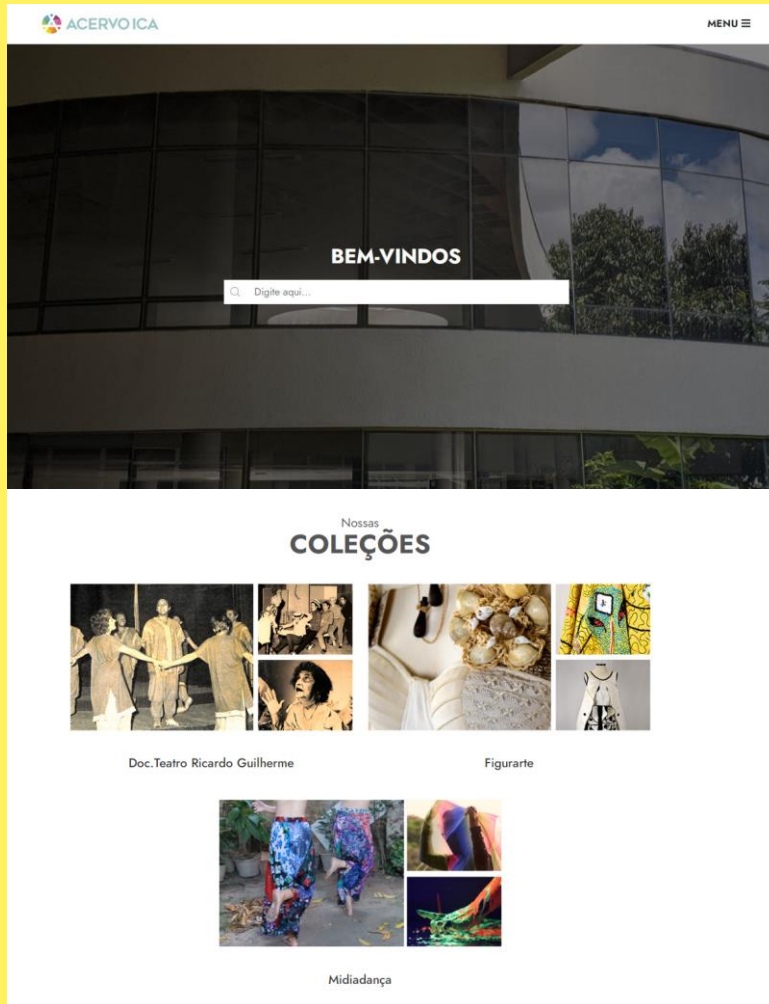 ACERVO ICA
MENU
BEM-VINDOS
Digite aqui...
Nossas
COLEÇÕES
Doc.Teatro Ricardo Guilherme
Figurarte
Midiadança